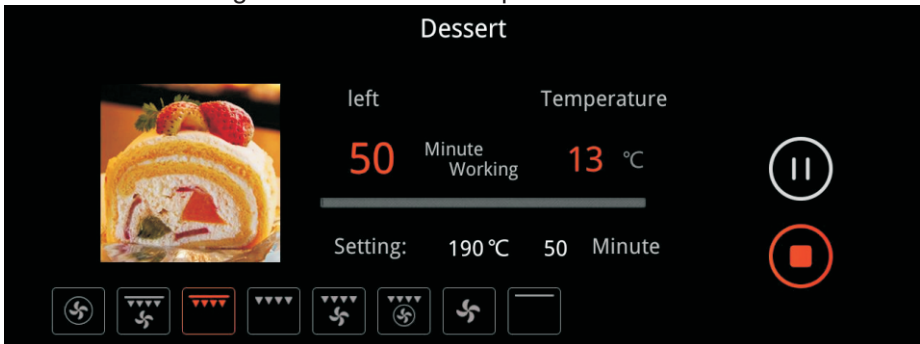 Dessert
left Temperature
50 Minute Working 13 °C
Setting: 190 °C 50 Minute